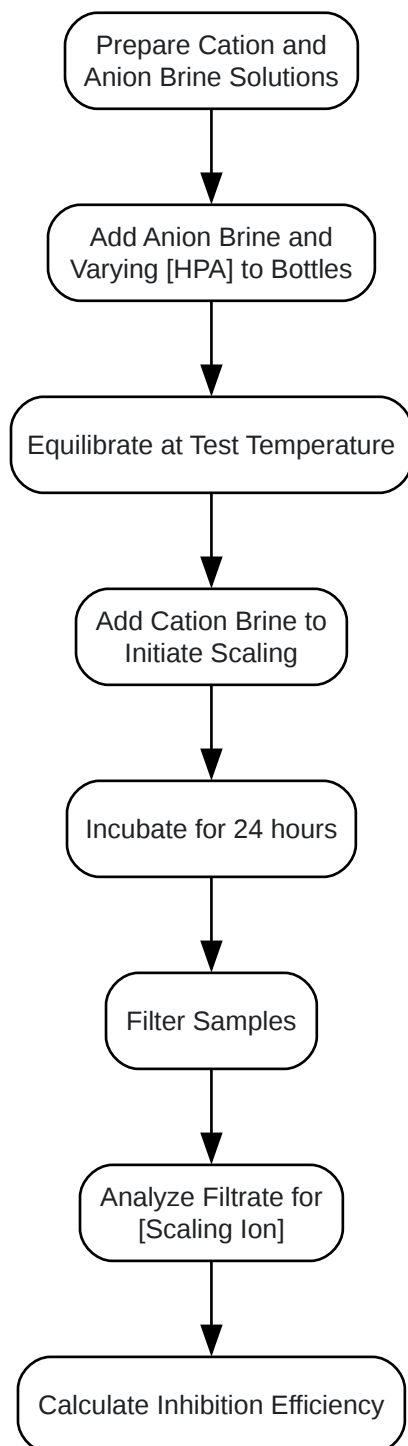 Prepare Cation and
Anion Brine Solutions
Add Anion Brine and
Varying [HPA] to Bottles
Equilibrate at Test Temperature
Add Cation Brine to
Initiate Scaling
Incubate for 24 hours
Filter Samples
Analyze Filtrate for
[Scaling Ion]
Calculate Inhibition Efficiency